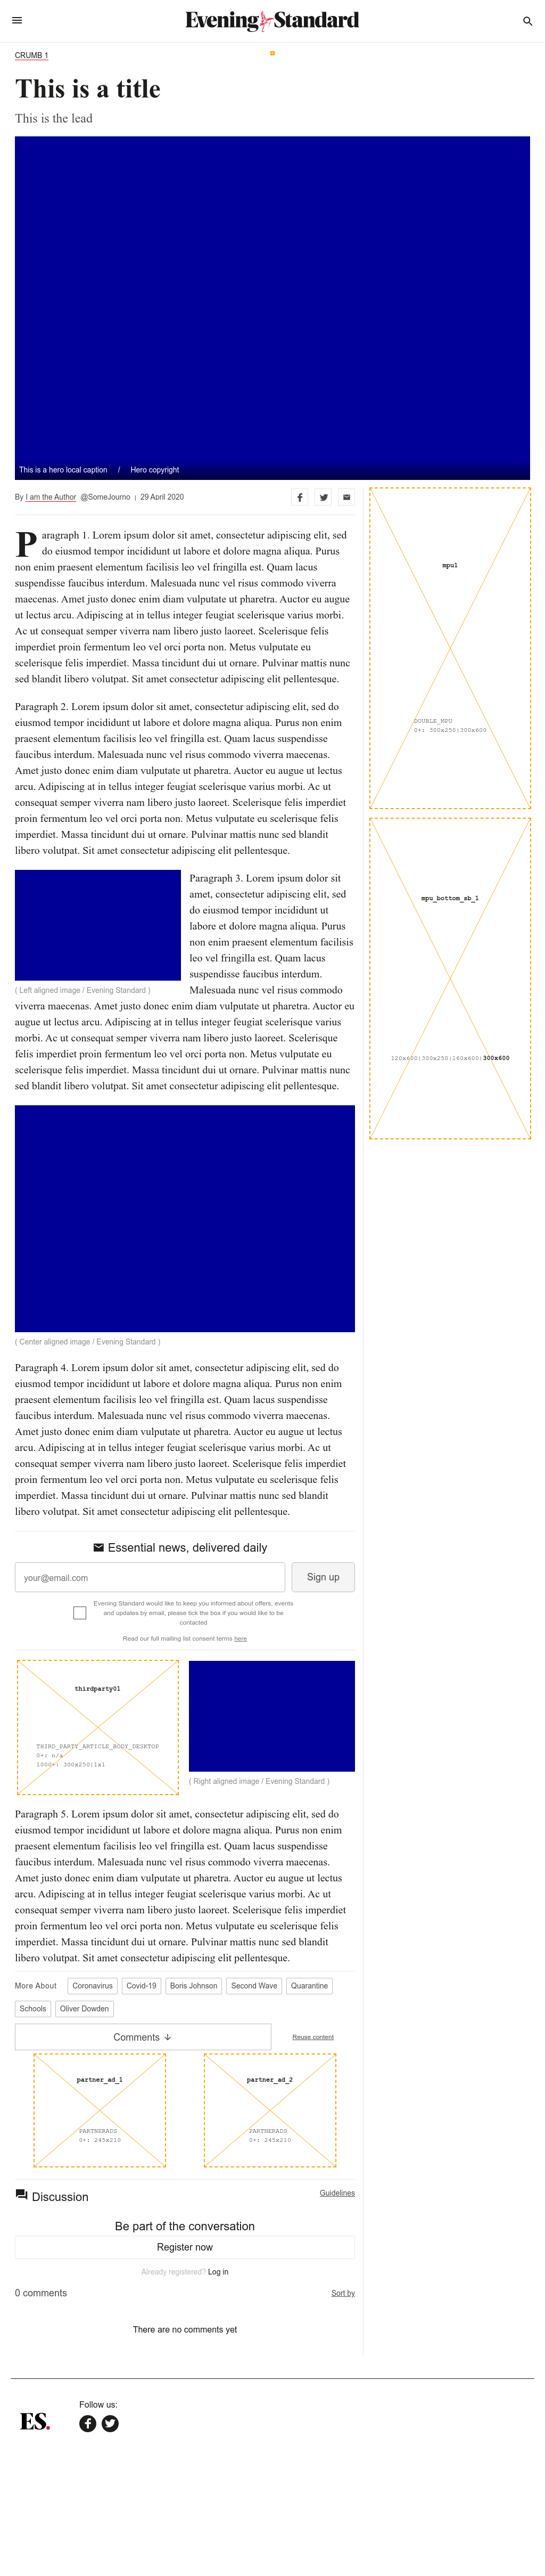 Evening Standard
CRUMB 1
This is a title
This is the lead
This is a hero local caption / Hero copyright
By I am the Author @SomeJourno | 29 April 2020
Paragraph 1. Lorem ipsum dolor sit amet, consectetur adipiscing elit, sed
do eiusmod tempor incididunt ut labore et dolore magna aliqua. Purus
non enim praesent elementum facilisis leo vel fringilla est. Quam lacus
suspendisse faucibus interdum. Malesuada nunc vel risus commodo viverra
maecenas. Amet justo donec enim diam vulputate ut pharetra. Auctor eu augue
ut lectus arcu. Adipiscing at in tellus integer feugiat scelerisque varius morbi.
Ac ut consequat semper viverra nam libero justo laoreet. Scelerisque felis
imperdiet proin fermentum leo vel orci porta non. Metus vulputate eu
scelerisque felis imperdiet. Massa tincidunt dui ut ornare. Pulvinar mattis nunc
sed blandit libero volutpat. Sit amet consectetur adipiscing elit pellentesque.
Paragraph 2. Lorem ipsum dolor sit amet, consectetur adipiscing elit, sed do
eiusmod tempor incididunt ut labore et dolore magna aliqua. Purus non enim
praesent elementum facilisis leo vel fringilla est. Quam lacus suspendisse
faucibus interdum. Malesuada nunc vel risus commodo viverra maecenas.
Amet justo donec enim diam vulputate ut pharetra. Auctor eu augue ut lectus
arcu. Adipiscing at in tellus integer feugiat scelerisque varius morbi. Ac ut
consequat semper viverra nam libero justo laoreet. Scelerisque felis imperdiet
proin fermentum leo vel orci porta non. Metus vulputate eu scelerisque felis
imperdiet. Massa tincidunt dui ut ornare. Pulvinar mattis nunc sed blandit
libero volutpat. Sit amet consectetur adipiscing elit pellentesque.
( Left aligned image / Evening Standard )
Paragraph 3. Lorem ipsum dolor sit
amet, consectetur adipiscing elit, sed
do eiusmod tempor incididunt ut
labore et dolore magna aliqua. Purus
non enim praesent elementum facilisis
leo vel fringilla est. Quam lacus
suspendisse faucibus interdum.
Malesuada nunc vel risus commodo
viverra maecenas. Amet justo donec enim diam vulputate ut pharetra. Auctor eu
augue ut lectus arcu. Adipiscing at in tellus integer feugiat scelerisque varius
morbi. Ac ut consequat semper viverra nam libero justo laoreet. Scelerisque
felis imperdiet proin fermentum leo vel orci porta non. Metus vulputate eu
scelerisque felis imperdiet. Massa tincidunt dui ut ornare. Pulvinar mattis nunc
sed blandit libero volutpat. Sit amet consectetur adipiscing elit pellentesque.
( Center aligned image / Evening Standard )
Paragraph 4. Lorem ipsum dolor sit amet, consectetur adipiscing elit, sed do
eiusmod tempor incididunt ut labore et dolore magna aliqua. Purus non enim
praesent elementum facilisis leo vel fringilla est. Quam lacus suspendisse
faucibus interdum. Malesuada nunc vel risus commodo viverra maecenas.
Amet justo donec enim diam vulputate ut pharetra. Auctor eu augue ut lectus
arcu. Adipiscing at in tellus integer feugiat scelerisque varius morbi. Ac ut
consequat semper viverra nam libero justo laoreet. Scelerisque felis imperdiet
proin fermentum leo vel orci porta non. Metus vulputate eu scelerisque felis
imperdiet. Massa tincidunt dui ut ornare. Pulvinar mattis nunc sed blandit
libero volutpat. Sit amet consectetur adipiscing elit pellentesque.
Essential news, delivered daily
your@email.com
Sign up
Evening Standard would like to keep you informed about offers, events
and updates by email, please tick the box if you would like to be
contacted
Read our full mailing list consent terms here
thirdparty01
THIRD_PARTY_ARTICLE_BODY_DESKTOP
0+: n/a
1000+: 300x250|1x1
( Right aligned image / Evening Standard )
Paragraph 5. Lorem ipsum dolor sit amet, consectetur adipiscing elit, sed do
eiusmod tempor incididunt ut labore et dolore magna aliqua. Purus non enim
praesent elementum facilisis leo vel fringilla est. Quam lacus suspendisse
faucibus interdum. Malesuada nunc vel risus commodo viverra maecenas.
Amet justo donec enim diam vulputate ut pharetra. Auctor eu augue ut lectus
arcu. Adipiscing at in tellus integer feugiat scelerisque varius morbi. Ac ut
consequat semper viverra nam libero justo laoreet. Scelerisque felis imperdiet
proin fermentum leo vel orci porta non. Metus vulputate eu scelerisque felis
imperdiet. Massa tincidunt dui ut ornare. Pulvinar mattis nunc sed blandit
libero volutpat. Sit amet consectetur adipiscing elit pellentesque.
More About Coronavirus Covid-19 Boris Johnson Second Wave Quarantine
Schools Oliver Dowden
Comments
Reuse content
partner_ad_1
PARTNERADS
0+: 245x210
partner_ad_2
PARTNERADS
0+: 245x210
Discussion
Guidelines
Be part of the conversation
Register now
Already registered? Log in
0 comments
Sort by
There are no comments yet
mpu1
DOUBLE_MPU
0+: 300x250|300x600
mpu_bottom_sb_1
120x600|300x250|160x600|300x600
ES.
Follow us: